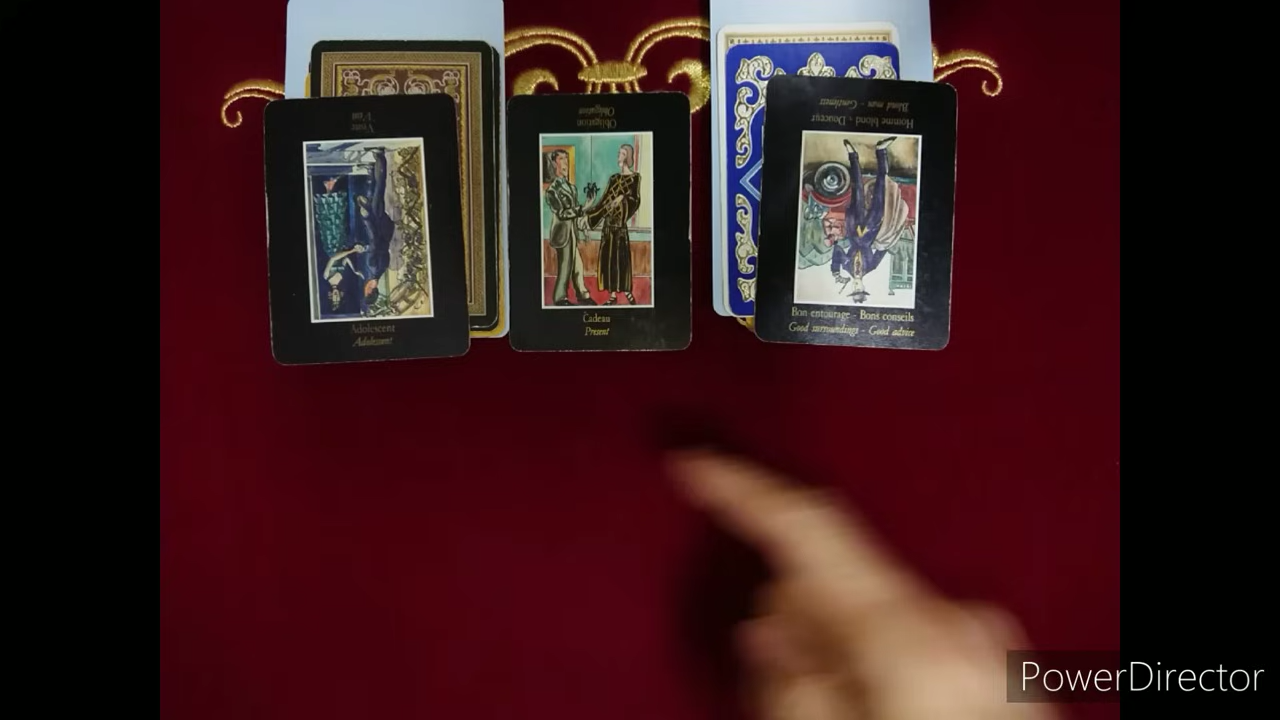 Visite
Visit
Adolescent
Adolescent
Obligation
Obligation
Cadeau
Present
Blond man - Gentleness
Homme blond - Douceur
Bon entourage - Bons conseils
Good surroundings - Good advice
PowerDirector